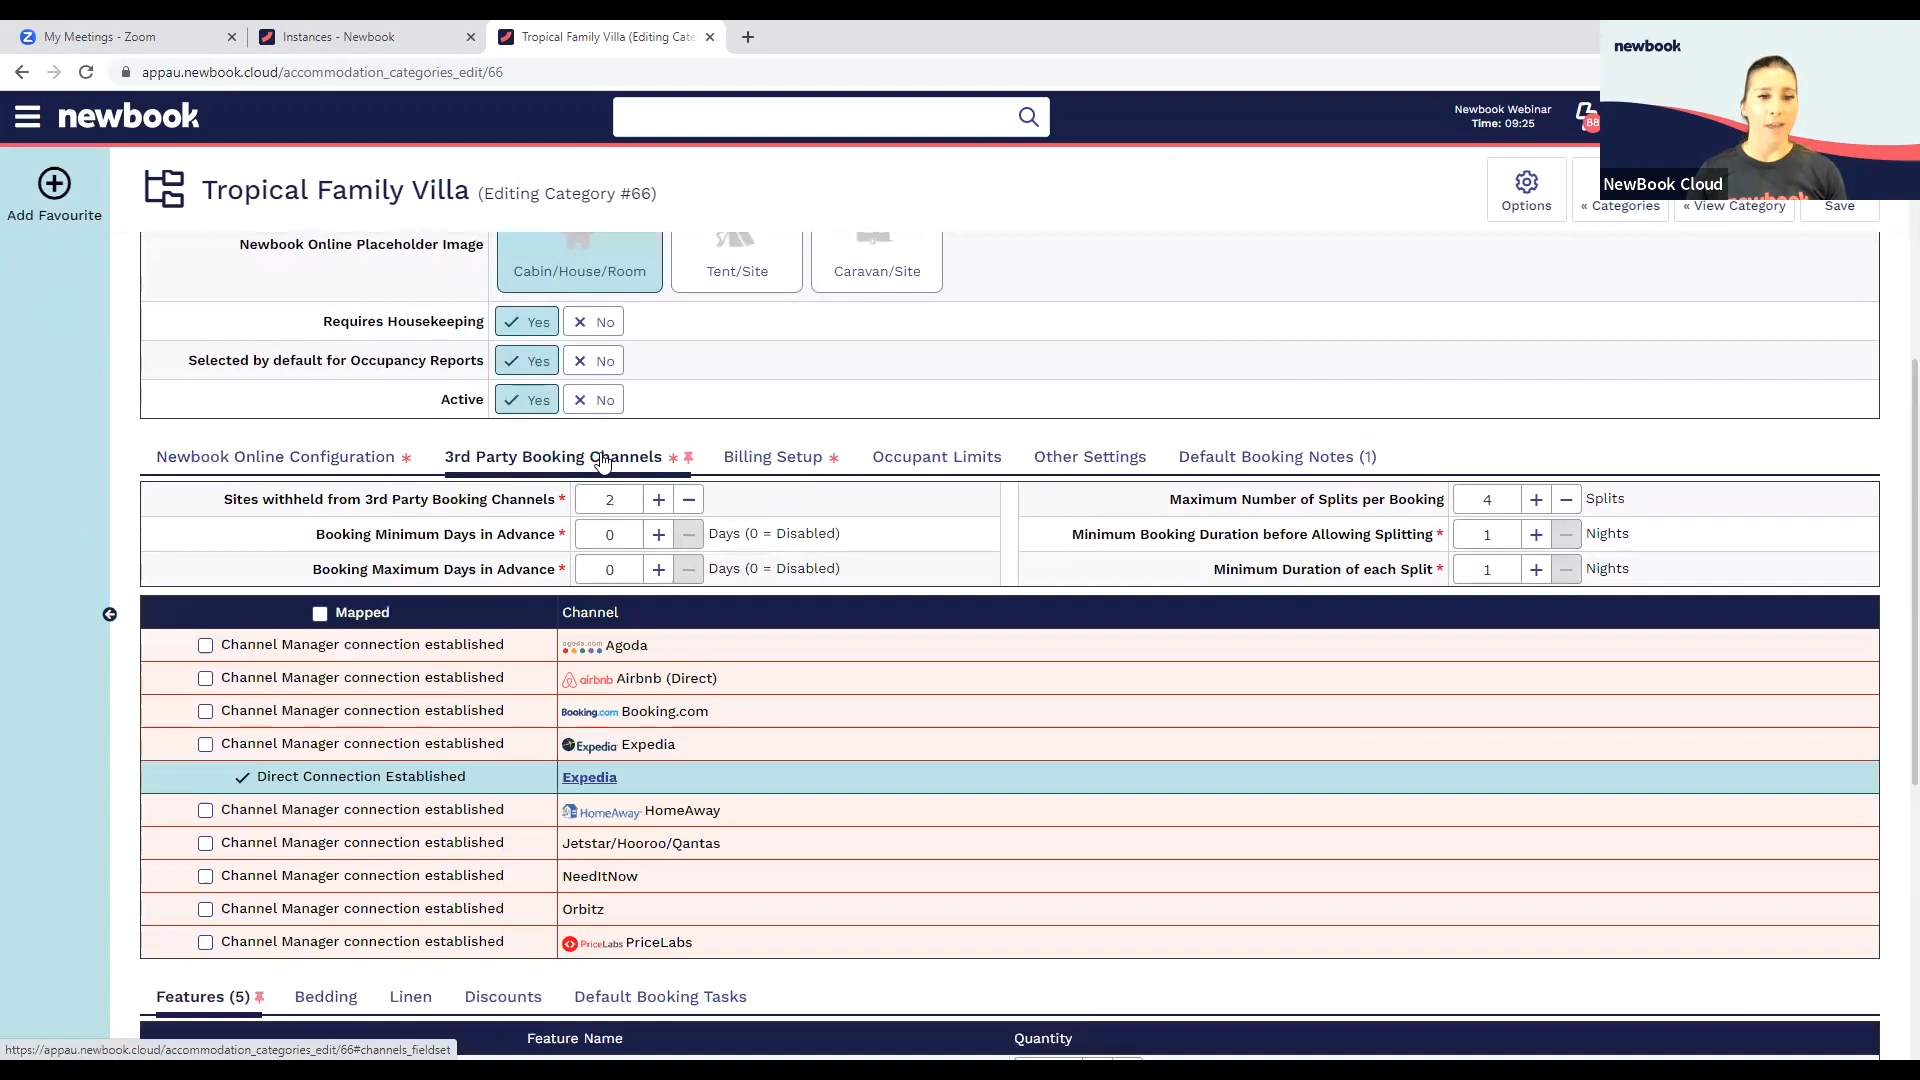 My Meetings - Zoom
Instances - Newbook
Tropical Family Villa (Editing Cate
appau.newbook.cloud/accommodation_categories_edit/66
newbook
newbook
Newbook Webinar
Time: 09:25
88
NewBook Cloud
newbook
Add Favourite
Tropical Family Villa (Editing Category #66)
Options
« Categories
« View Category
Save
Newbook Online Placeholder Image
Cabin/House/Room
Tent/Site
Caravan/Site
Requires Housekeeping Yes No
Selected by default for Occupancy Reports Yes No
Active Yes No
Newbook Online Configuration * 3rd Party Booking Channels * Billing Setup * Occupant Limits Other Settings Default Booking Notes (1)
Sites withheld from 3rd Party Booking Channels * 2 + − Maximum Number of Splits per Booking 4 + − Splits
Booking Minimum Days in Advance * 0 + − Days (0 = Disabled) Minimum Booking Duration before Allowing Splitting * 1 + − Nights
Booking Maximum Days in Advance * 0 + − Days (0 = Disabled) Minimum Duration of each Split * 1 + − Nights
Mapped Channel
Channel Manager connection established agoda.com Agoda
Channel Manager connection established airbnb Airbnb (Direct)
Channel Manager connection established Booking.com Booking.com
Channel Manager connection established Expedia Expedia
Direct Connection Established Expedia
Channel Manager connection established HomeAway HomeAway
Channel Manager connection established Jetstar/Hooroo/Qantas
Channel Manager connection established NeedItNow
Channel Manager connection established Orbitz
Channel Manager connection established PriceLabs PriceLabs
Features (5) Bedding Linen Discounts Default Booking Tasks
Feature Name Quantity
https://appau.newbook.cloud/accommodation_categories_edit/66#channels_fieldset